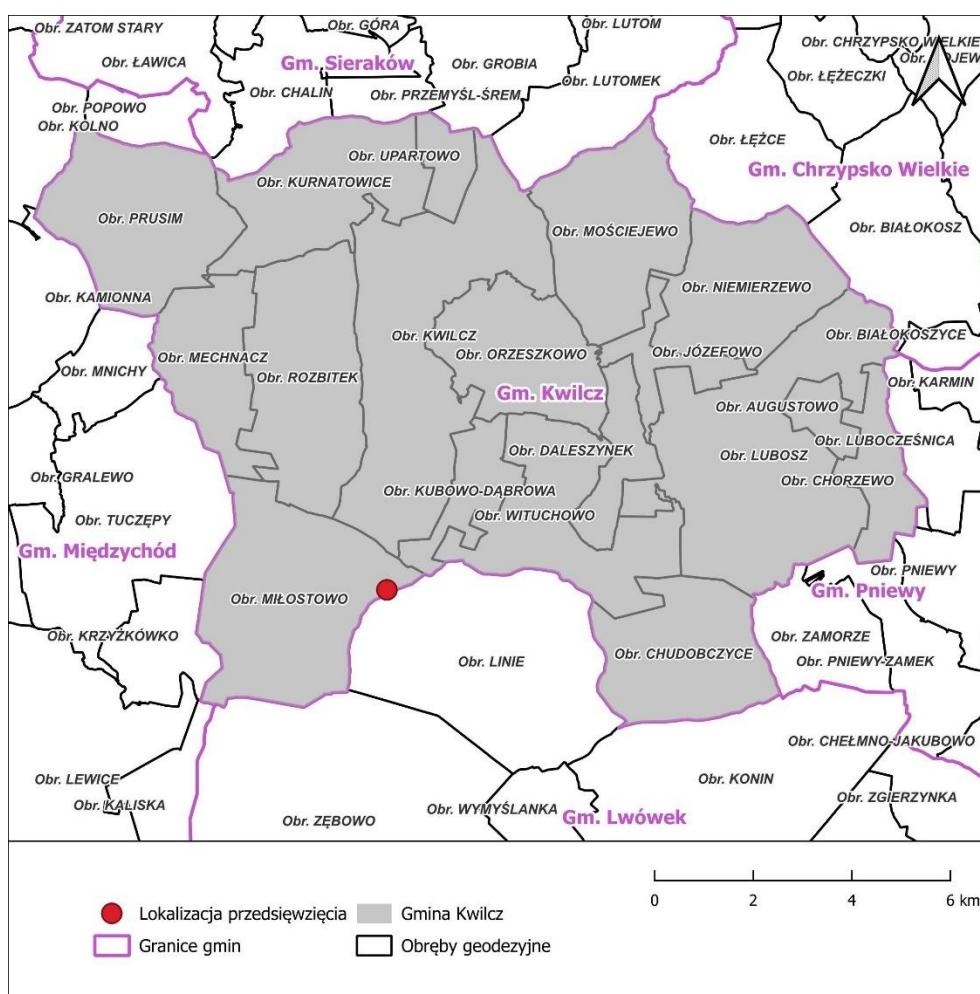 Obr. ZATOM STARY
Obr. GÓRA
Obr. LUTOM
Obr. CHRZYPSKO WIELKIE
Obr. ŁAWICA
Gm. Sieraków
Obr. GROBIA
Obr. ŁĘŻECZKI
Obr. CHALIN
Obr. PRZEMYŚL-ŚREM
Obr. LUTOMEK
Obr. POPOWO
Obr. KOLNO
Obr. ŁĘŻCE
Obr. UPARTOWO
Gm. Chrzypsko Wielkie
Obr. KURNATOWICE
Obr. PRUSIM
Obr. MOŚCIEJEWO
Obr. BIAŁOKOSZ
Obr. NIEMIERZEWO
Obr. KAMIONNA
Obr. KWILCZ
Obr. BIAŁOKOSZYCE
Obr. MECHNACZ
Obr. ORZESZKOWO
Obr. JÓZEFOWO
Obr. MNICHY
Obr. ROZBITEK
Obr. KARMIN
Gm. Kwilcz
Obr. AUGUSTOWO
Obr. LUBOCZEŚNICA
Obr. DALESZYNEK
Obr. LUBOSZ
Obr. GRALEWO
Obr. KUBOWO-DĄBROWA
Obr. CHORZEWO
Obr. TUCZĘPY
Obr. WITUCHOWO
Gm. Międzychód
Obr. PNIEWY
Gm. Pniewy
Obr. MIŁOSTOWO
Obr. KRZYŻKÓWKO
Obr. ZAMORZE
Obr. LINIE
Obr. CHUDOBCZYCE
Obr. PNIEWY-ZAMEK
Obr. CHEŁMNO-JAKUBOWO
Obr. LEWICE
Obr. KONIN
Obr. KALISKA
Obr. WYMYŚLANKA
Obr. ZGIERZYNKA
Obr. ZĘBOWO
Gm. Lwówek
Lokalizacja przedsięwzięcia
Gmina Kwilcz
Granice gmin
Obręby geodezyjne
0 2 4 6 km